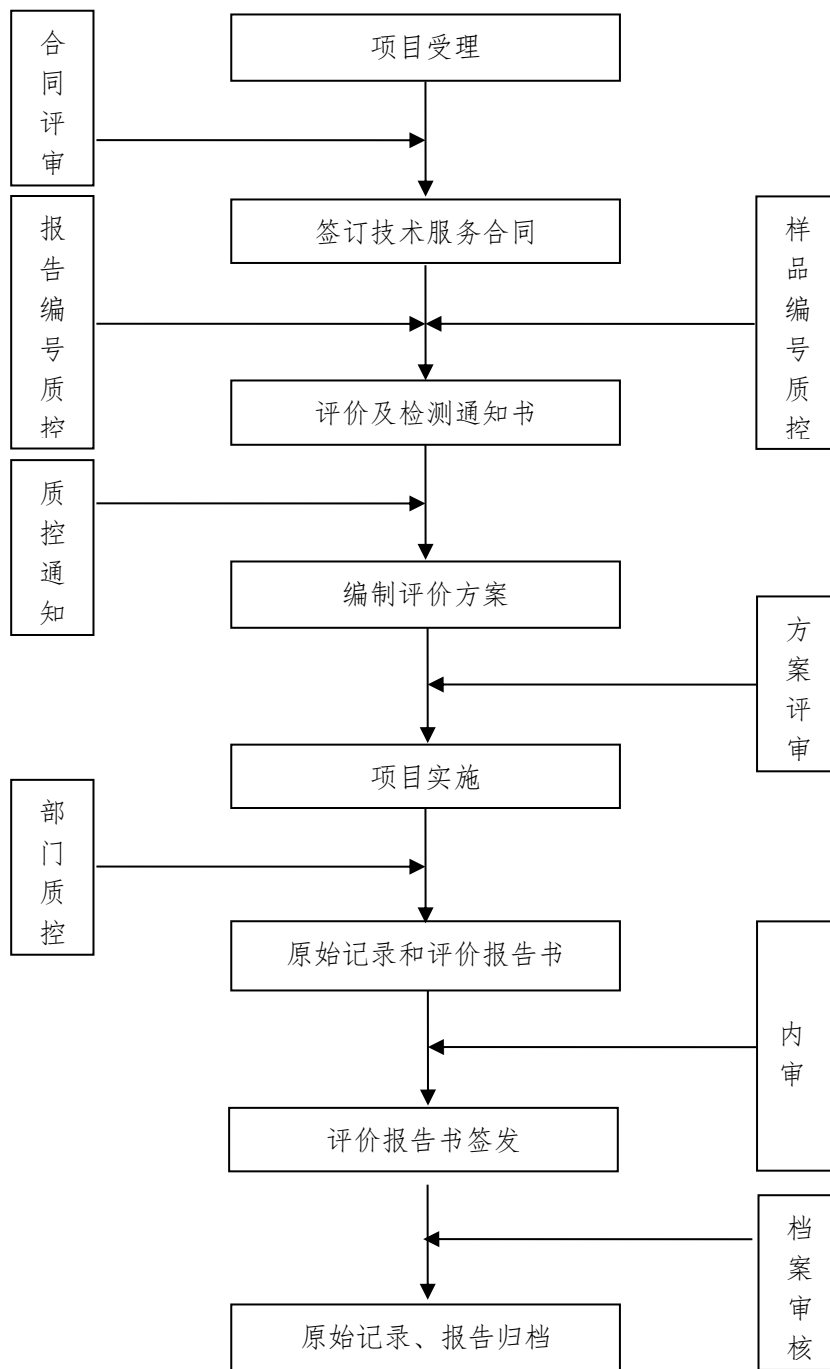 合同评审
项目受理
签订技术服务合同
报告编号质控
样品编号质控
评价及检测通知书
质控通知
编制评价方案
方案评审
项目实施
部门质控
原始记录和评价报告书
内审
评价报告书签发
档案审核
原始记录、报告归档